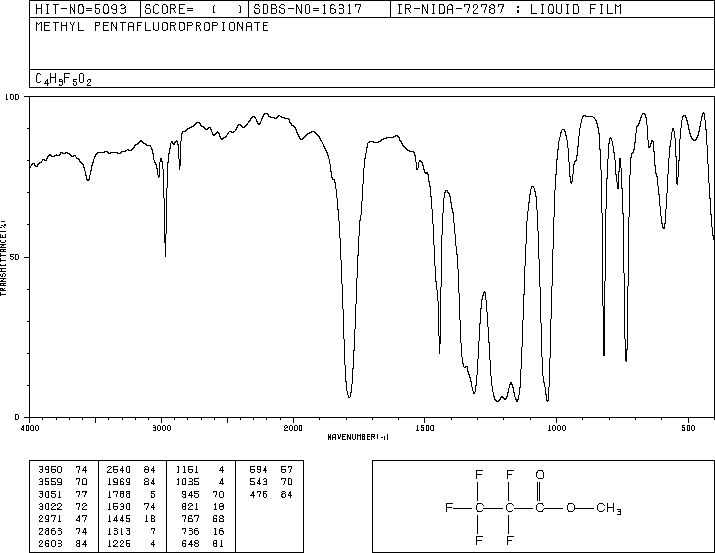 HIT-NO=5093 SCORE= ( ) SDBS-NO=16317 IR-NIDA-72787 : LIQUID FILM
METHYL PENTAFLUOROPROPIONATE
C4H3F5O2
100
50
0
TRANSMITTANCE(%)
4000 3000 2000 1500 1000 500
WAVENUMBER(-1)
3960 74 2540 84 1151 4 594 57
3559 70 1969 84 1035 4 543 70
3051 77 1788 5 945 70 476 84
3022 72 1530 74 821 18
2971 47 1445 18 767 68
2863 74 1313 7 736 16
2603 84 1225 4 648 81
F F O
F C C C O CH3
F F